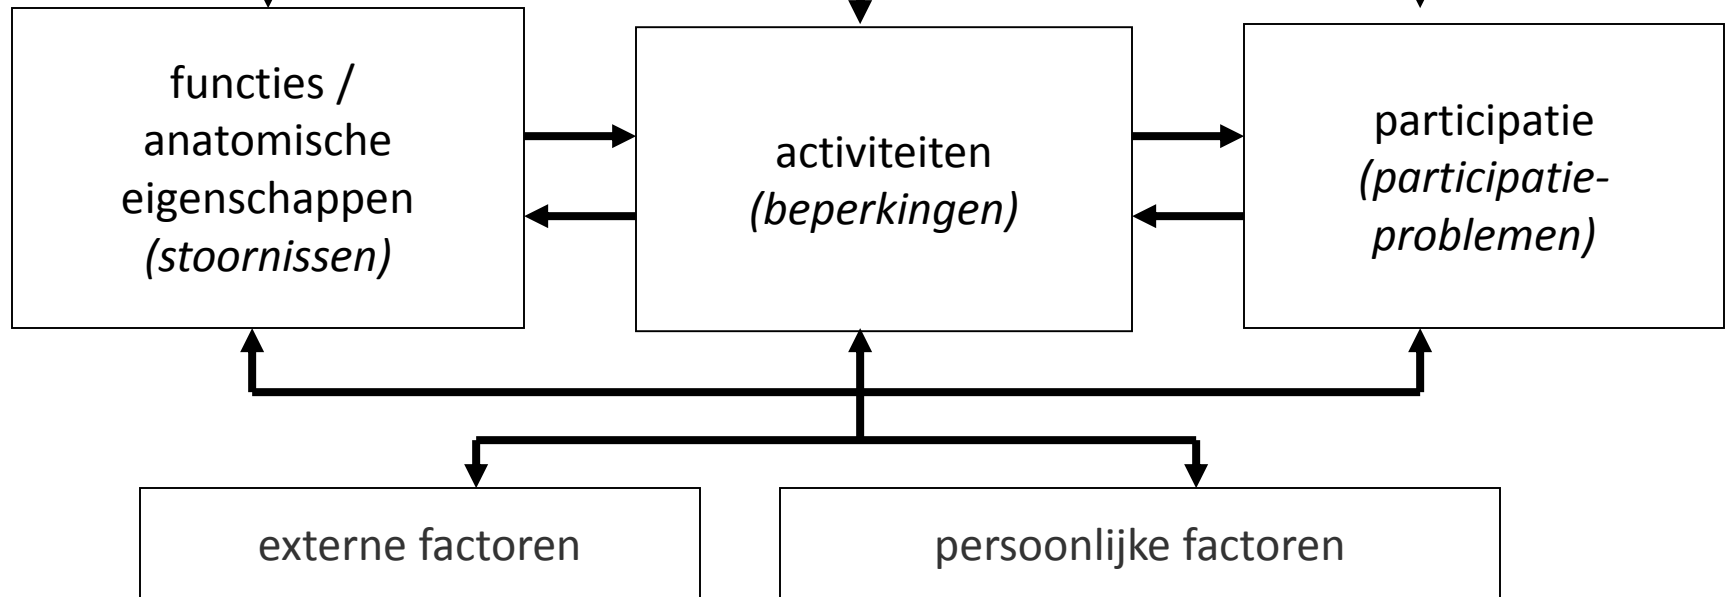 functies /
anatomische
eigenschappen
(stoornissen)
activiteiten
(beperkingen)
participatie
(participatie-
problemen)
externe factoren
persoonlijke factoren